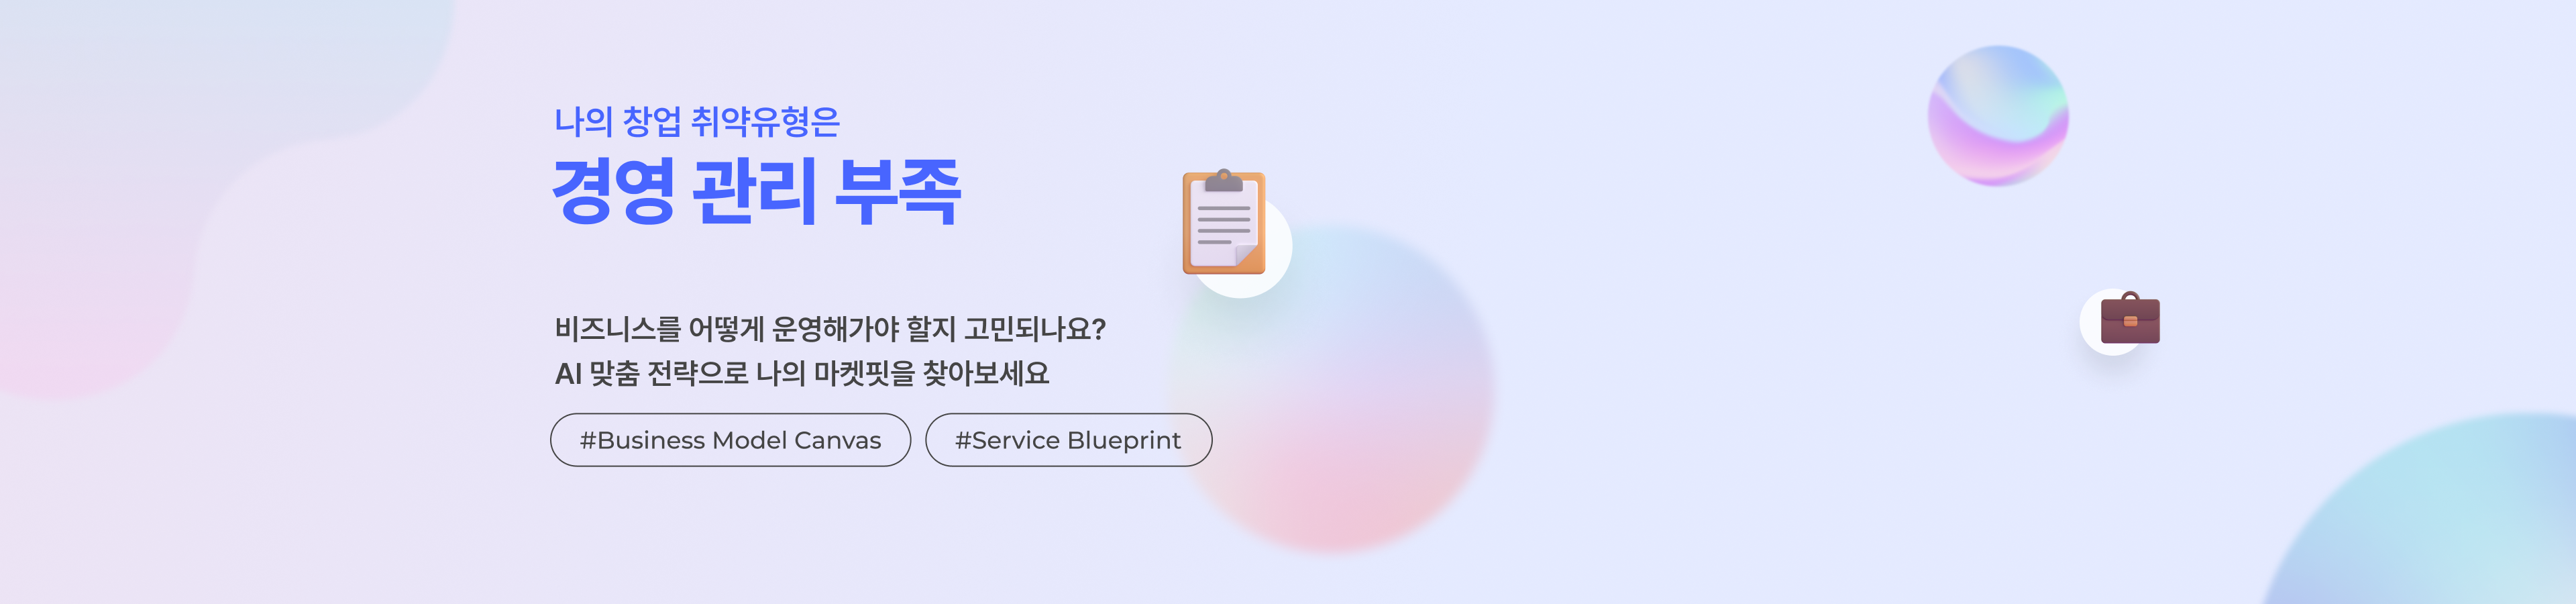 나의 창업 취약유형은
경영 관리 부족
비즈니스를 어떻게 운영해가야 할지 고민되나요?
AI 맞춤 전략으로 나의 마켓핏을 찾아보세요
#Business Model Canvas
#Service Blueprint